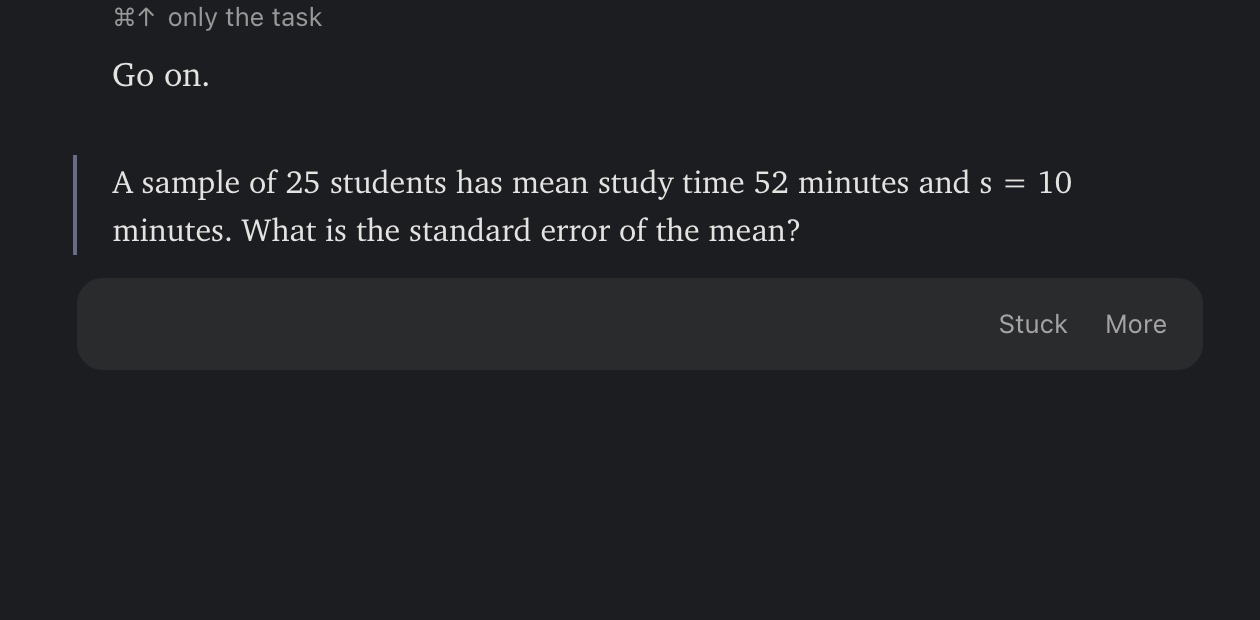 ⌘↑ only the task
Go on.
A sample of 25 students has mean study time 52 minutes and s = 10
minutes. What is the standard error of the mean?
Stuck More